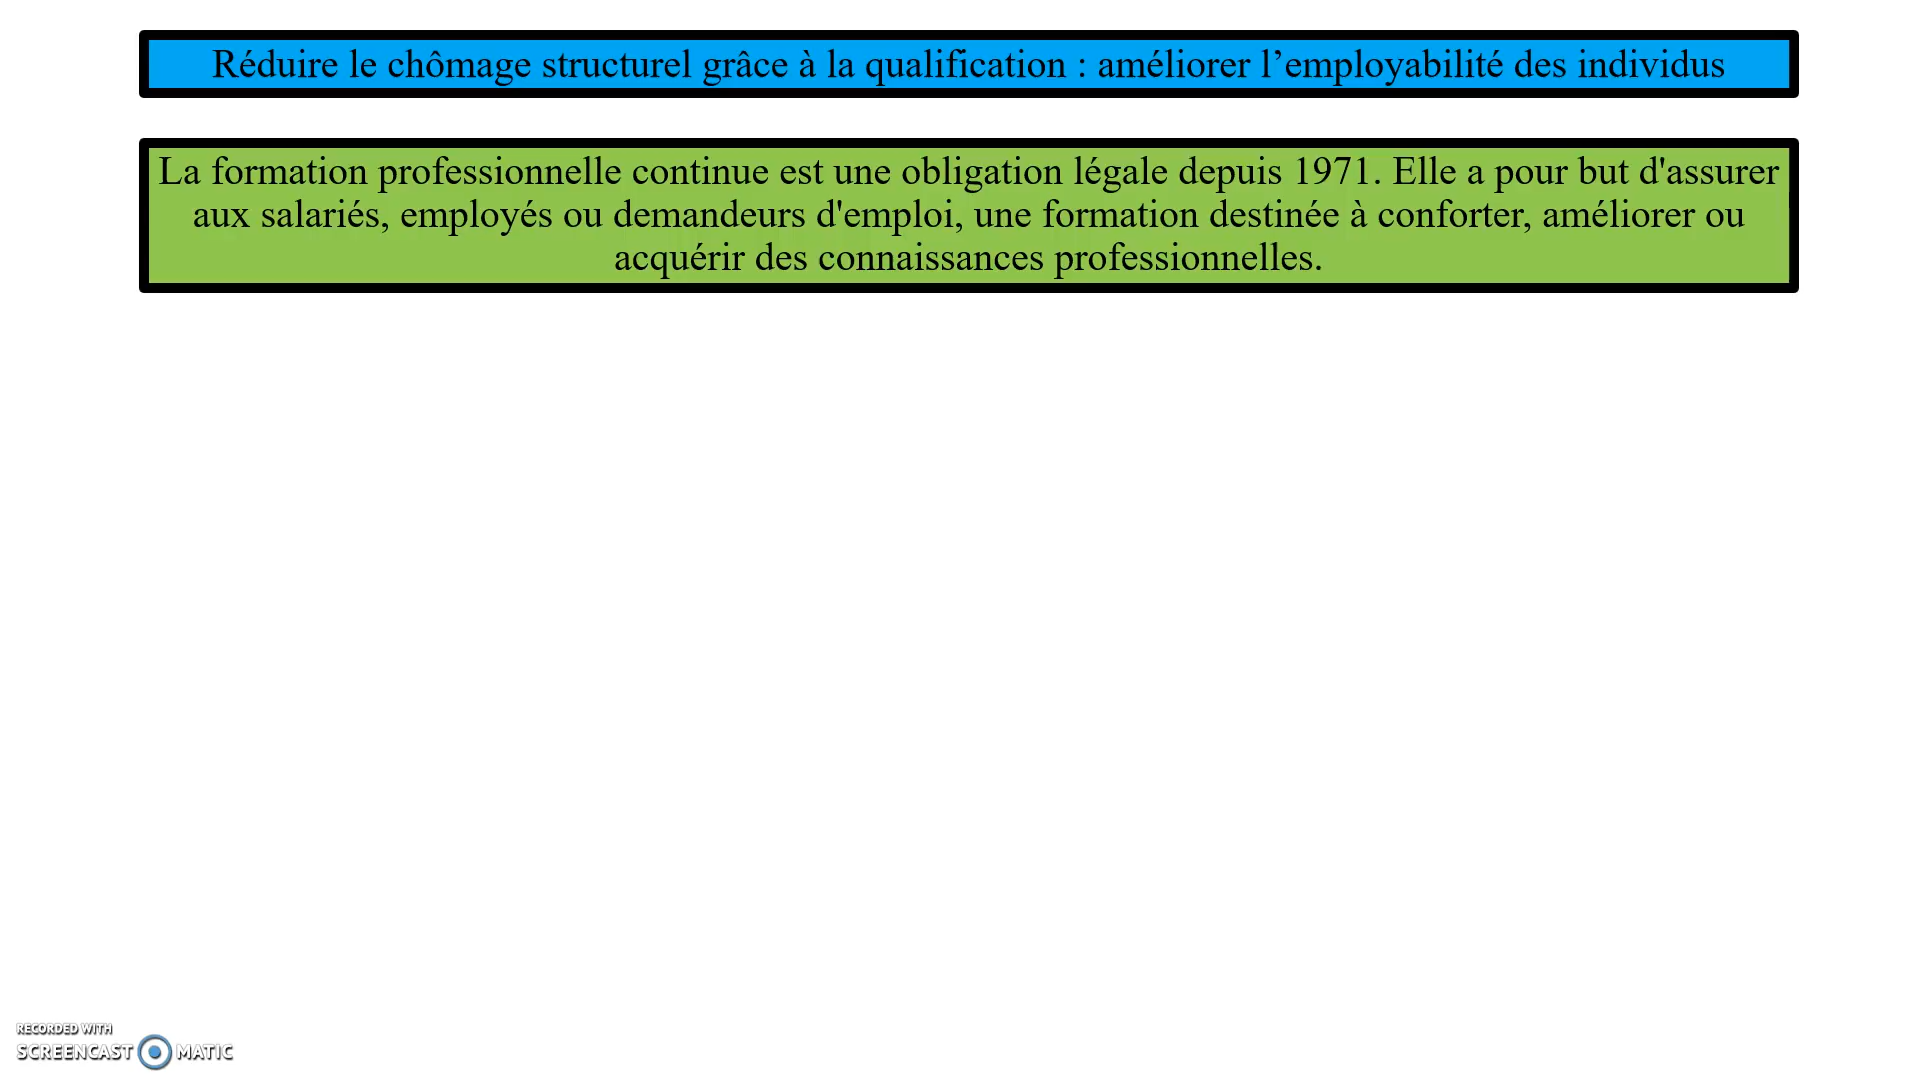 Réduire le chômage structurel grâce à la qualification : améliorer l’employabilité des individus
La formation professionnelle continue est une obligation légale depuis 1971. Elle a pour but d'assurer
aux salariés, employés ou demandeurs d'emploi, une formation destinée à conforter, améliorer ou
acquérir des connaissances professionnelles.
RECORDED WITH
SCREENCAST MATIC